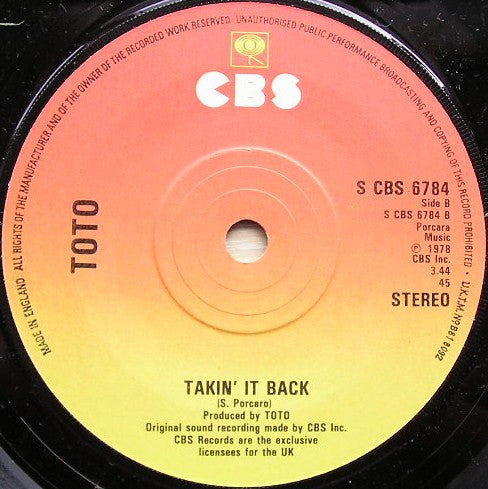 MADE IN ENGLAND ALL RIGHTS OF THE MANUFACTURER AND OF THE OWNER OF THE RECORDED WORK RESERVED · UNAUTHORISED PUBLIC PERFORMANCE BROADCASTING AND COPYING OF THIS RECORD PROHIBITED · U.K.T.M. Nº B618092
CBS
TOTO
S CBS 6784
Side B
S CBS 6784 B
Porcara
Music
℗ 1978
CBS Inc.
3.44
45
STEREO
TAKIN' IT BACK
(S. Porcaro)
Produced by TOTO
Original sound recording made by CBS Inc.
CBS Records are the exclusive
licensees for the UK